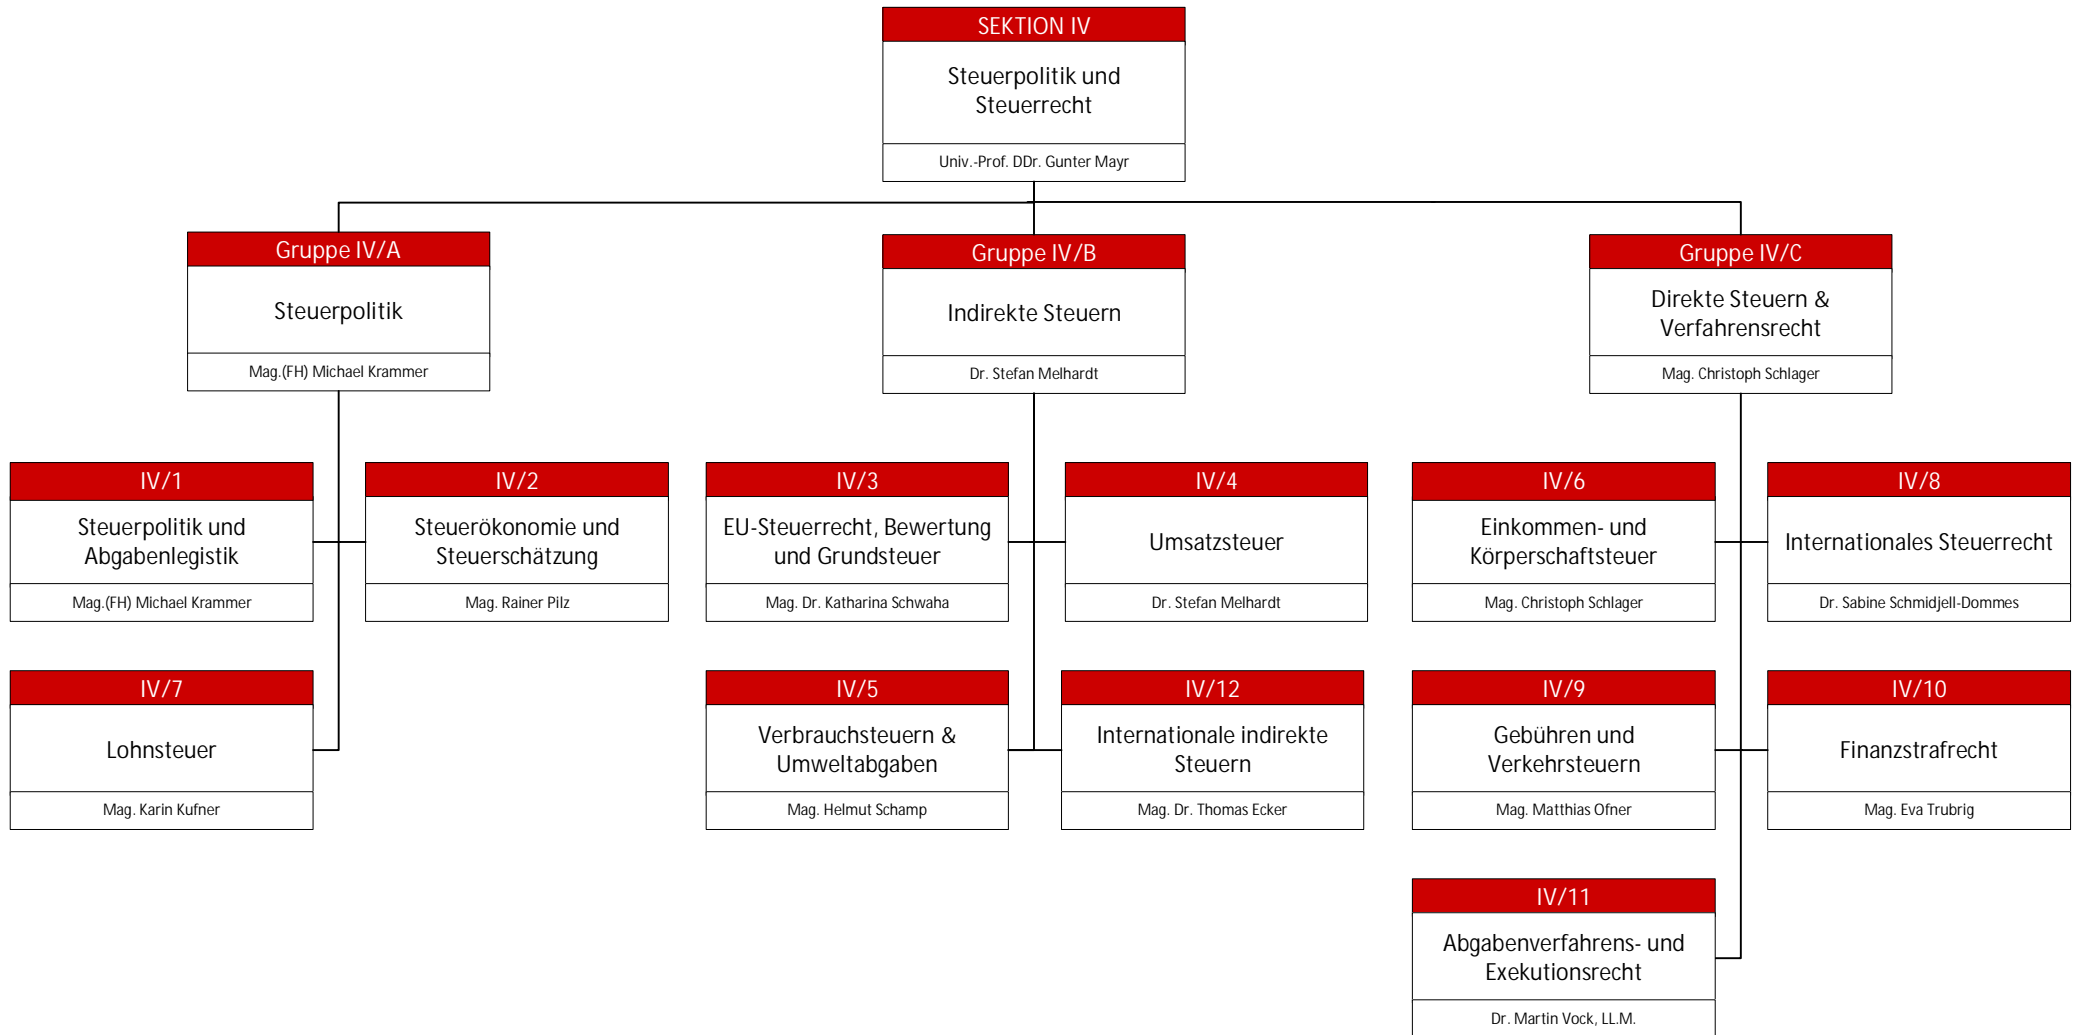 SEKTION IV
Steuerpolitik und
Steuerrecht
Univ.-Prof. DDr. Gunter Mayr
Gruppe IV/A
Steuerpolitik
Mag.(FH) Michael Krammer
Gruppe IV/B
Indirekte Steuern
Dr. Stefan Melhardt
Gruppe IV/C
Direkte Steuern &
Verfahrensrecht
Mag. Christoph Schlager
IV/1
Steuerpolitik und
Abgabenlegistik
Mag.(FH) Michael Krammer
IV/2
Steuerökonomie und
Steuerschätzung
Mag. Rainer Pilz
IV/3
EU-Steuerrecht, Bewertung
und Grundsteuer
Mag. Dr. Katharina Schwaha
IV/4
Umsatzsteuer
Dr. Stefan Melhardt
IV/6
Einkommen- und
Körperschaftsteuer
Mag. Christoph Schlager
IV/8
Internationales Steuerrecht
Dr. Sabine Schmidjell-Dommes
IV/7
Lohnsteuer
Mag. Karin Kufner
IV/5
Verbrauchsteuern &
Umweltabgaben
Mag. Helmut Schamp
IV/12
Internationale indirekte
Steuern
Mag. Dr. Thomas Ecker
IV/9
Gebühren und
Verkehrsteuern
Mag. Matthias Ofner
IV/10
Finanzstrafrecht
Mag. Eva Trubrig
IV/11
Abgabenverfahrens- und
Exekutionsrecht
Dr. Martin Vock, LL.M.